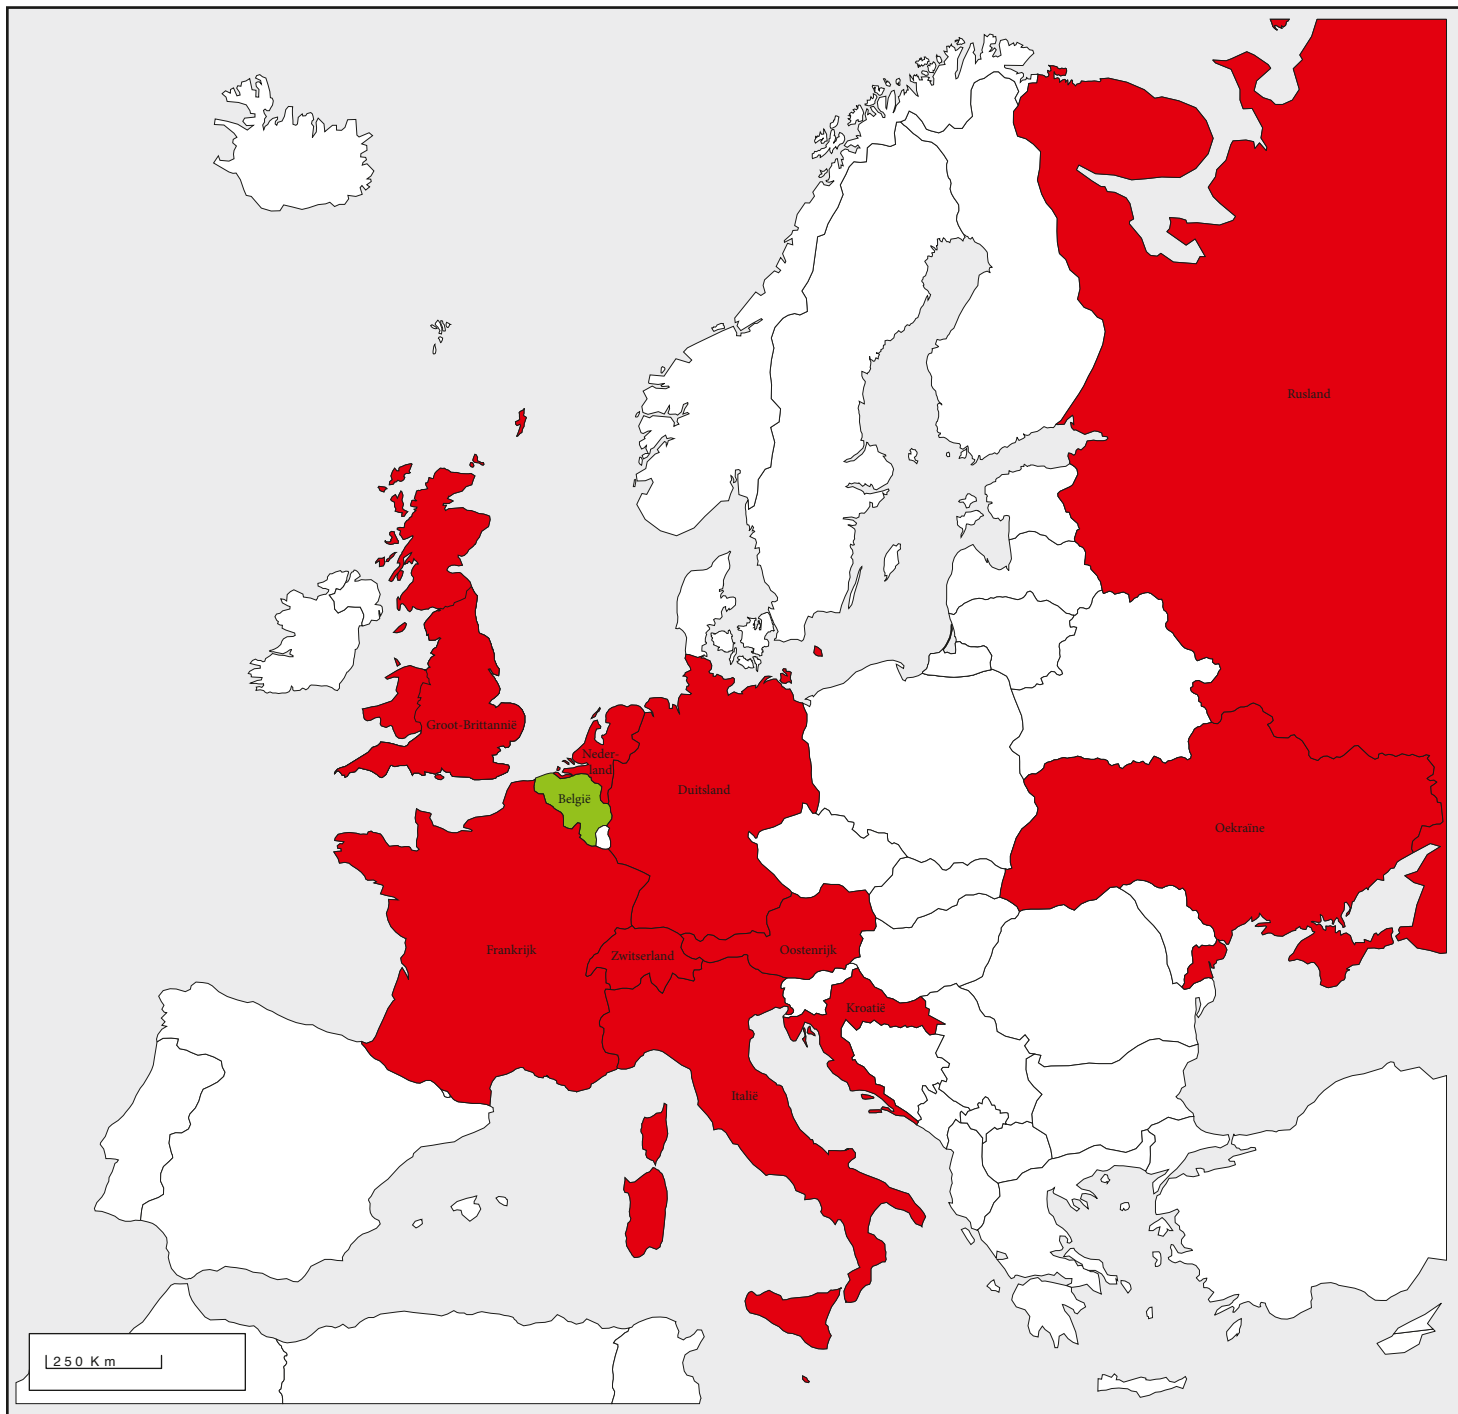 Rusland
Groot-Brittannië
Neder-
land
Duitsland
België
Oekraïne
Frankrijk
Zwitserland
Oostenrijk
Kroatië
Italië
250 Km